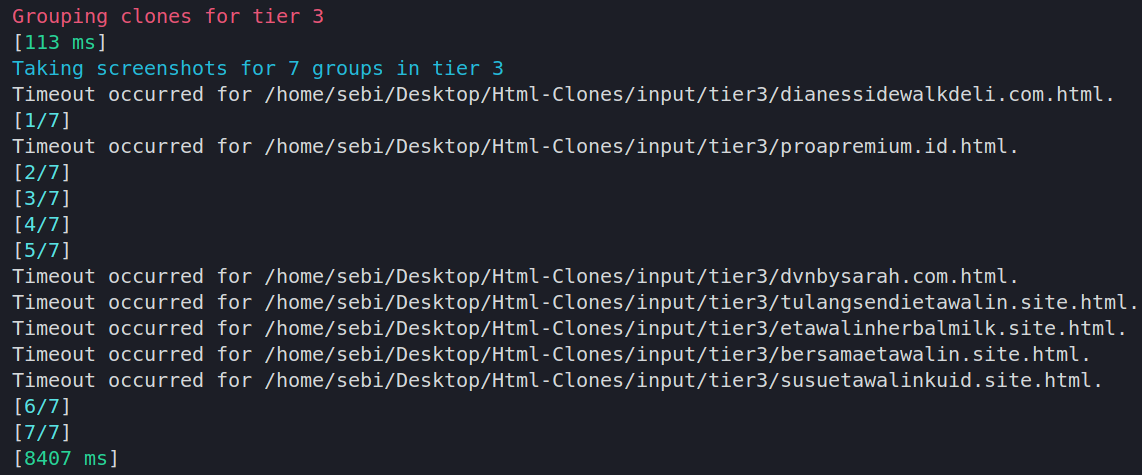 Grouping clones for tier 3
[113 ms]
Taking screenshots for 7 groups in tier 3
Timeout occurred for /home/sebi/Desktop/Html-Clones/input/tier3/dianessidewalkdeli.com.html.
[1/7]
Timeout occurred for /home/sebi/Desktop/Html-Clones/input/tier3/proapremium.id.html.
[2/7]
[3/7]
[4/7]
[5/7]
Timeout occurred for /home/sebi/Desktop/Html-Clones/input/tier3/dvnbysarah.com.html.
Timeout occurred for /home/sebi/Desktop/Html-Clones/input/tier3/tulangsendietawalin.site.html.
Timeout occurred for /home/sebi/Desktop/Html-Clones/input/tier3/etawalinherbalmilk.site.html.
Timeout occurred for /home/sebi/Desktop/Html-Clones/input/tier3/bersamaetawalin.site.html.
Timeout occurred for /home/sebi/Desktop/Html-Clones/input/tier3/susuetawalinkuid.site.html.
[6/7]
[7/7]
[8407 ms]